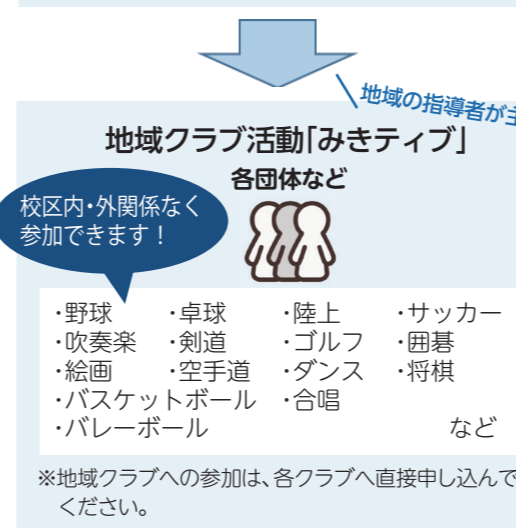 地域の指導者が主
地域クラブ活動「みきティブ」
各団体など
校区内・外関係なく
参加できます！
・野球 ・卓球 ・陸上 ・サッカー
・吹奏楽 ・剣道 ・ゴルフ ・囲碁
・絵画 ・空手道 ・ダンス ・将棋
・バスケットボール ・合唱
・バレーボール など
※地域クラブへの参加は、各クラブへ直接申し込んで
ください。